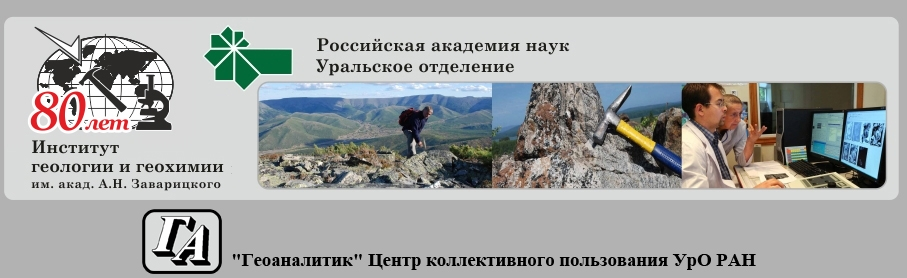 80 лет
Институт
геологии и геохимии
им. акад. А.Н. Заварицкого
Российская академия наук
Уральское отделение
ГА
"Геоаналитик" Центр коллективного пользования УрО РАН